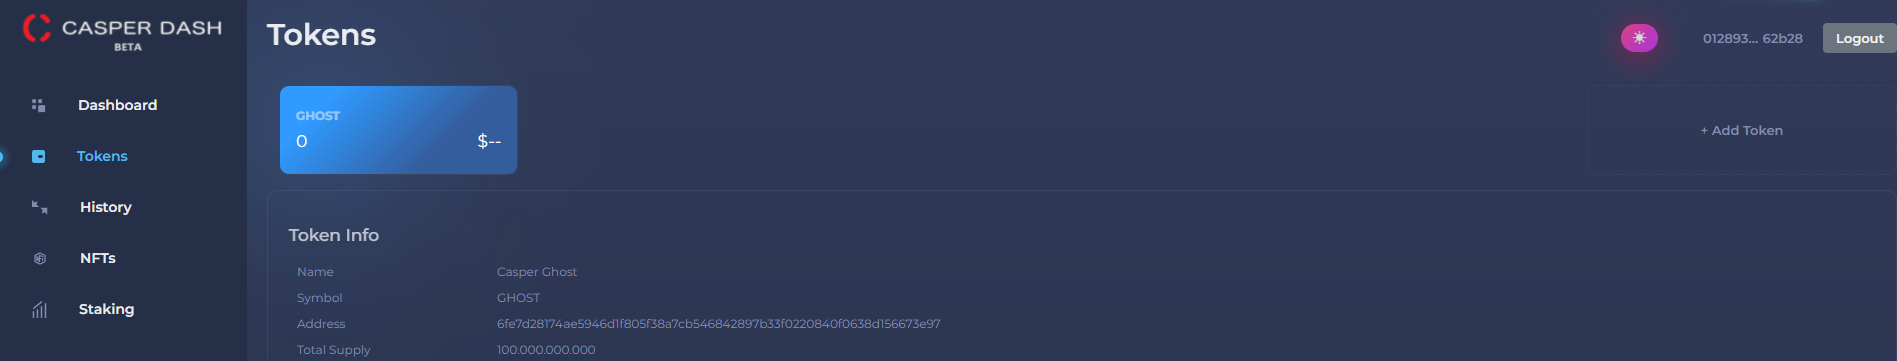 CASPER DASH
BETA
Dashboard
Tokens
History
NFTs
Staking
Tokens
012893... 62b28
Logout
GHOST
0
$--
+ Add Token
Token Info
Name Casper Ghost
Symbol GHOST
Address 6fe7d28174ae5946d1f805f38a7cb546842897b33f0220840f0638d156673e97
Total Supply 100.000.000.000